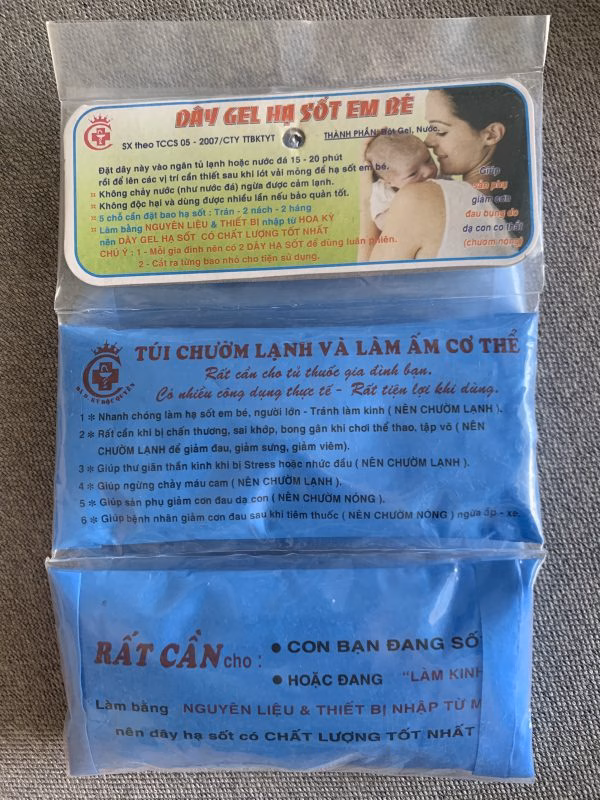 DÂY GEL HẠ SỐT EM BÉ
SX theo TCCS 05 - 2007/CTY TTBKTYT THÀNH PHẦN: Bột Gel, Nước.
Đặt dây này vào ngăn tủ lạnh hoặc nước đá 15 - 20 phút
rồi để lên các vị trí cần thiết sau khi lót vải mỏng để hạ sốt em bé.
¤ Không chảy nước (như nước đá) ngừa được cảm lạnh.
¤ Không độc hại và dùng được nhiều lần nếu bảo quản tốt.
¤ 5 chỗ cần đặt bao hạ sốt : Trán - 2 nách - 2 háng
¤ Làm bằng NGUYÊN LIỆU & THIẾT BỊ nhập từ HOA KỲ
nên DÂY GEL HẠ SỐT CÓ CHẤT LƯỢNG TỐT NHẤT
CHÚ Ý : 1 - Mỗi gia đình nên có 2 DÂY HẠ SỐT để dùng luân phiên.
2 - Cắt ra từng bao nhỏ cho tiện sử dụng.
Giúp
sản phụ
giảm cơn
đau bụng do
dạ con co thắt
(chườm nóng)
TÚI CHƯỜM LẠNH VÀ LÀM ẤM CƠ THỂ
Rất cần cho tủ thuốc gia đình bạn.
Có nhiều công dụng thực tế - Rất tiện lợi khi dùng.
ĐÃ Đ. KÝ ĐỘC QUYỀN
1 * Nhanh chóng làm hạ sốt em bé, người lớn - Tránh làm kinh ( NÊN CHƯỜM LẠNH ).
2 * Rất cần khi bị chấn thương, sai khớp, bong gân khi chơi thể thao, tập võ ( NÊN
CHƯỜM LẠNH để giảm đau, giảm sưng, giảm viêm).
3 * Giúp thư giãn thần kinh khi bị Stress hoặc nhức đầu ( NÊN CHƯỜM LẠNH ).
4 * Giúp ngừng chảy máu cam ( NÊN CHƯỜM LẠNH ).
5 * Giúp sản phụ giảm cơn đau dạ con ( NÊN CHƯỜM NÓNG ).
6 * Giúp bệnh nhân giảm cơn đau sau khi tiêm thuốc ( NÊN CHƯỜM NÓNG ) ngừa áp - xe.
RẤT CẦN cho :
● CON BẠN ĐANG SỐ
● HOẶC ĐANG "LÀM KINH
Làm bằng NGUYÊN LIỆU & THIẾT BỊ NHẬP TỪ M
nên dây hạ sốt có CHẤT LƯỢNG TỐT NHẤT